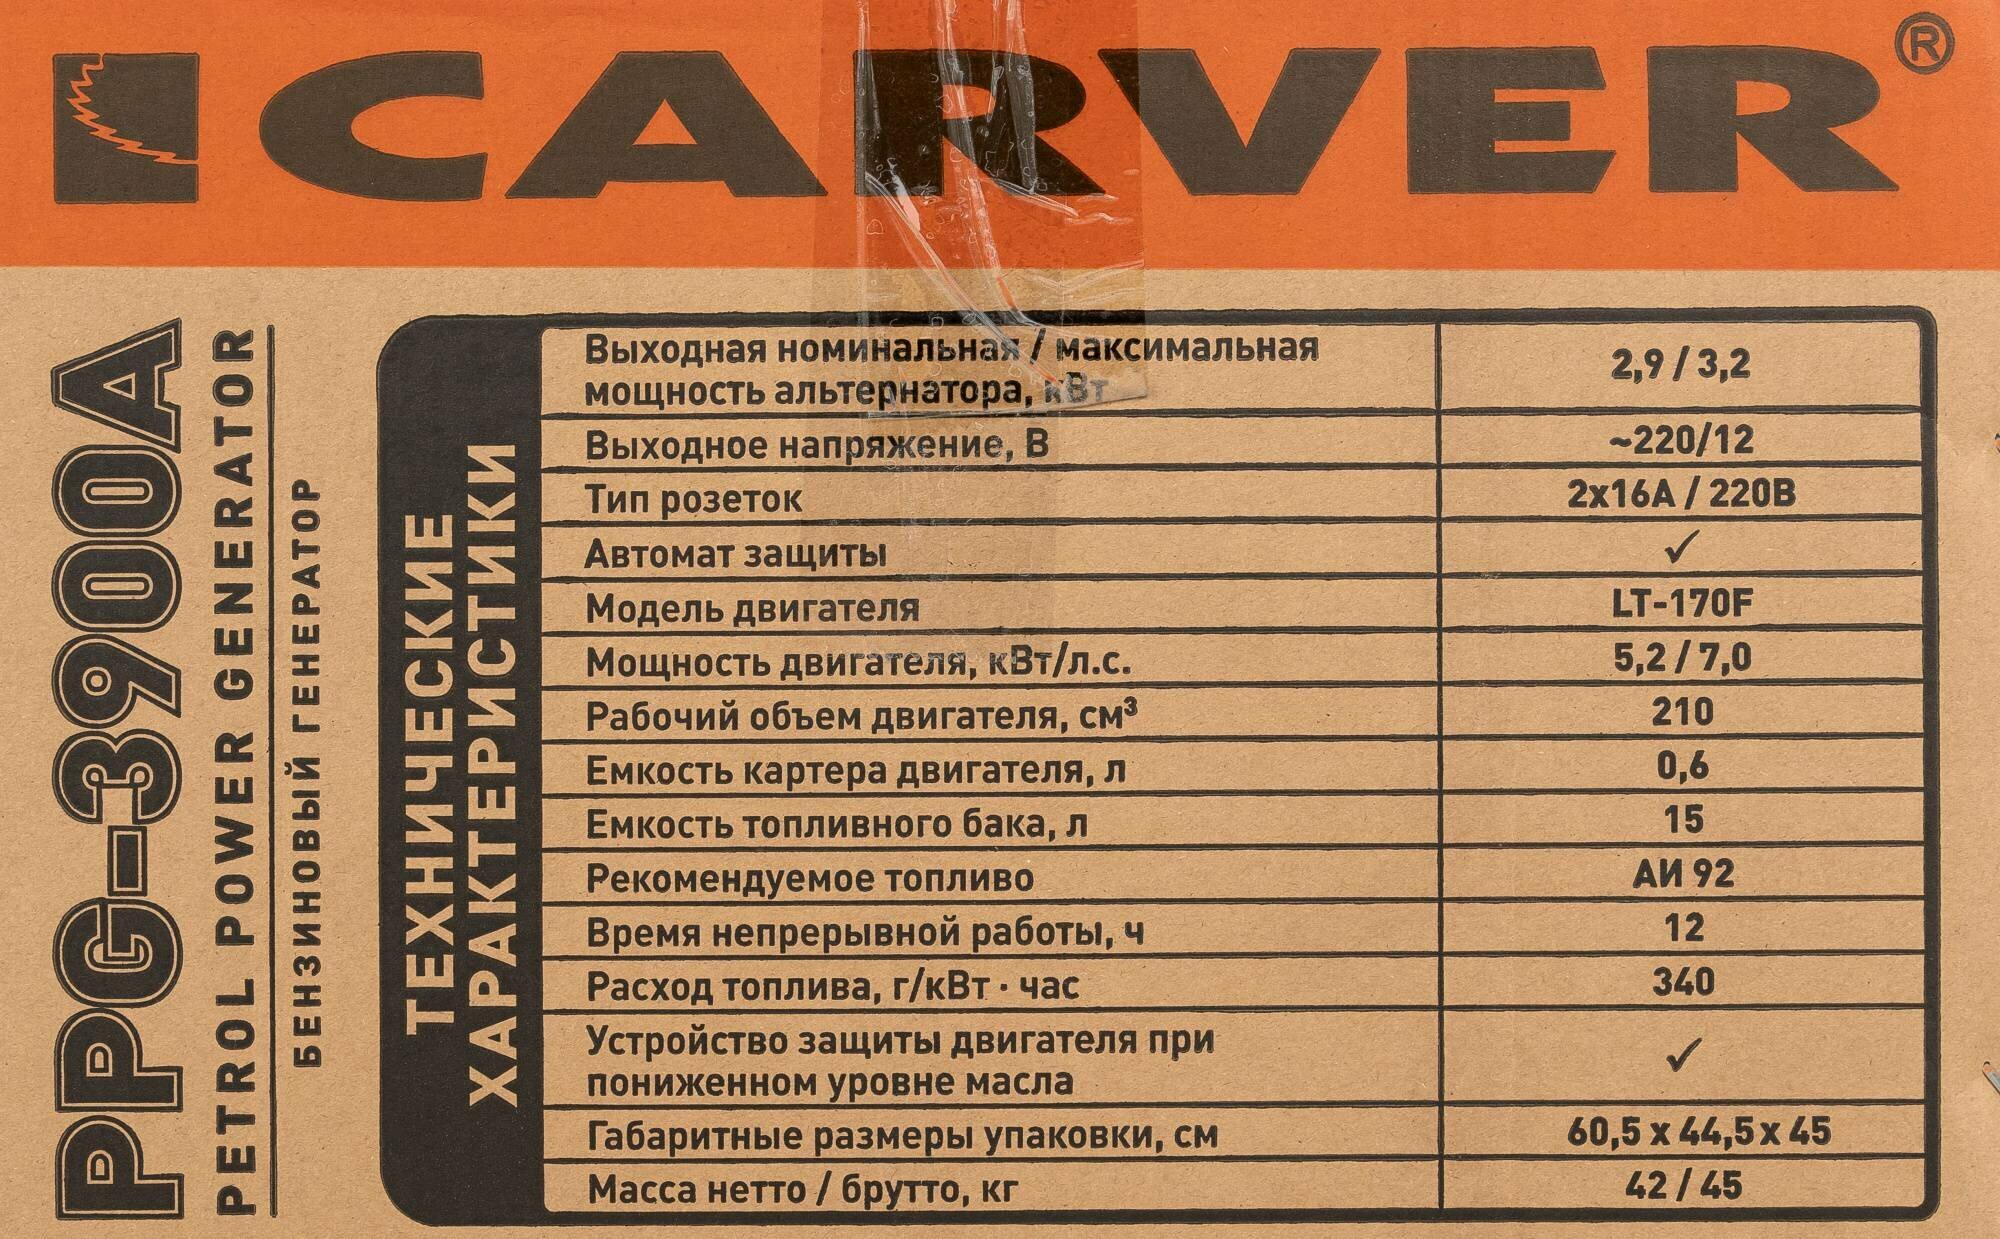 CARVER®
PPG-3900A
PETROL POWER GENERATOR
БЕНЗИНОВЫЙ ГЕНЕРАТОР
ТЕХНИЧЕСКИЕ
ХАРАКТЕРИСТИКИ
Выходная номинальная / максимальная
мощность альтернатора, кВт
2,9 / 3,2
Выходное напряжение, В
~220/12
Тип розеток
2x16А / 220В
Автомат защиты
✓
Модель двигателя
LT-170F
Мощность двигателя, кВт/л.с.
5,2 / 7,0
Рабочий объем двигателя, см³
210
Емкость картера двигателя, л
0,6
Емкость топливного бака, л
15
Рекомендуемое топливо
АИ 92
Время непрерывной работы, ч
12
Расход топлива, г/кВт · час
340
Устройство защиты двигателя при
пониженном уровне масла
✓
Габаритные размеры упаковки, см
60,5 x 44,5 x 45
Масса нетто / брутто, кг
42 / 45